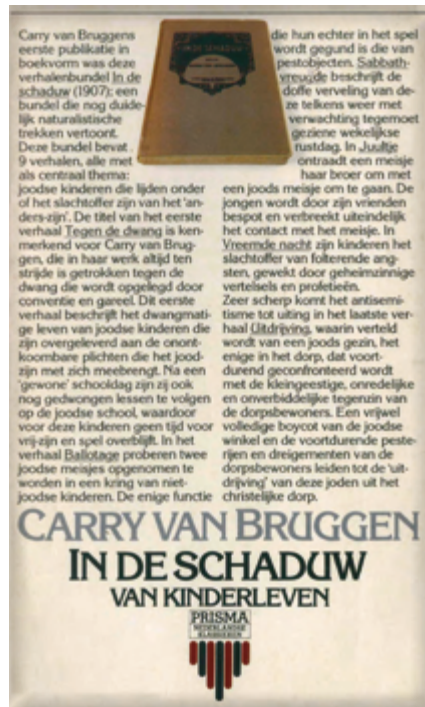 Carry van Bruggens
eerste publikatie in
boekvorm was deze
verhalenbundel In de
schaduw (1907); een
bundel die nog duide-
lijk naturalistische
trekken vertoont.
Deze bundel bevat
9 verhalen, alle met
als centraal thema:
joodse kinderen die lijden onder
of het slachtoffer zijn van het 'an-
ders-zijn'. De titel van het eerste
verhaal Tegen de dwang is ken-
merkend voor Carry van Brug-
gen, die in haar werk altijd ten
strijde is getrokken tegen de
dwang die wordt opgelegd door
conventie en gareel. Dit eerste
verhaal beschrijft het dwangmati-
ge leven van joodse kinderen die
zijn overgeleverd aan de onont-
koombare plichten die het jood-
zijn met zich meebrengt. Na een
'gewone' schooldag zijn zij ook
nog gedwongen lessen te volgen
op de joodse school, waardoor
voor deze kinderen geen tijd voor
vrij-zijn en spel overblijft. In het
verhaal Ballotage proberen twee
joodse meisjes opgenomen te
worden in een kring van niet-
joodse kinderen. De enige functie
die hun echter in het spel
wordt gegund is die van
pestobjecten. Sabbath-
vreugde beschrijft de
doffe verveling van de-
ze telkens weer met
verwachting tegemoet
geziene wekelijkse
rustdag. In Juultje
ontraadt een meisje
haar broer om met
een joods meisje om te gaan. De
jongen wordt door zijn vrienden
bespot en verbreekt uiteindelijk
het contact met het meisje. In
Vreemde nacht zijn kinderen het
slachtoffer van folterende ang-
sten, gewekt door geheimzinnige
vertelsels en profetieën.
Zeer scherp komt het antisemi-
tisme tot uiting in het laatste ver-
haal Uitdrijving, waarin verteld
wordt van een joods gezin, het
enige in het dorp, dat voort-
durend geconfronteerd wordt
met de kleingeestige, onredelijke
en onverbiddelijke tegenzin van
de dorpsbewoners. Een vrijwel
volledige boycot van de joodse
winkel en de voortdurende peste-
rijen en dreigementen van de
dorpsbewoners leiden tot de 'uit-
drijving' van deze joden uit het
christelijke dorp.
IN DE SCHADUW
CARRY VAN BRUGGEN
IN DE SCHADUW
VAN KINDERLEVEN
PRISMA
NEDERLANDSE
KLASSIEKEN